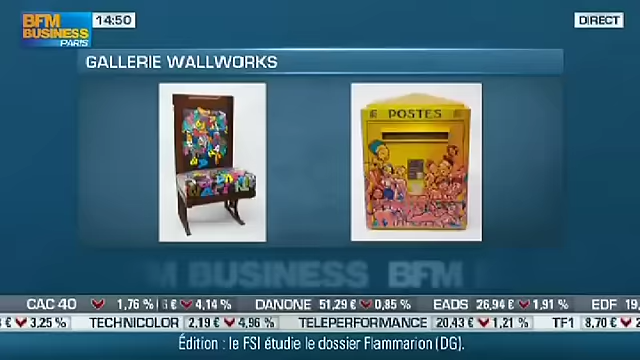 BFM
BUSINESS
PARIS
14:50
DIRECT
GALLERIE WALLWORKS
POSTES
BFM BUSINESS BFM
CAC 40 1,76 % 6 € 4,14 % DANONE 51,29 € 0,85 % EADS 26,94 € 1,91 % EDF 19,
€ 3,25 % TECHNICOLOR 2,19 € 4,96 % TELEPERFORMANCE 20,43 € 1,21 % TF1 8,70 €
Édition : le FSI étudie le dossier Flammarion (DG).